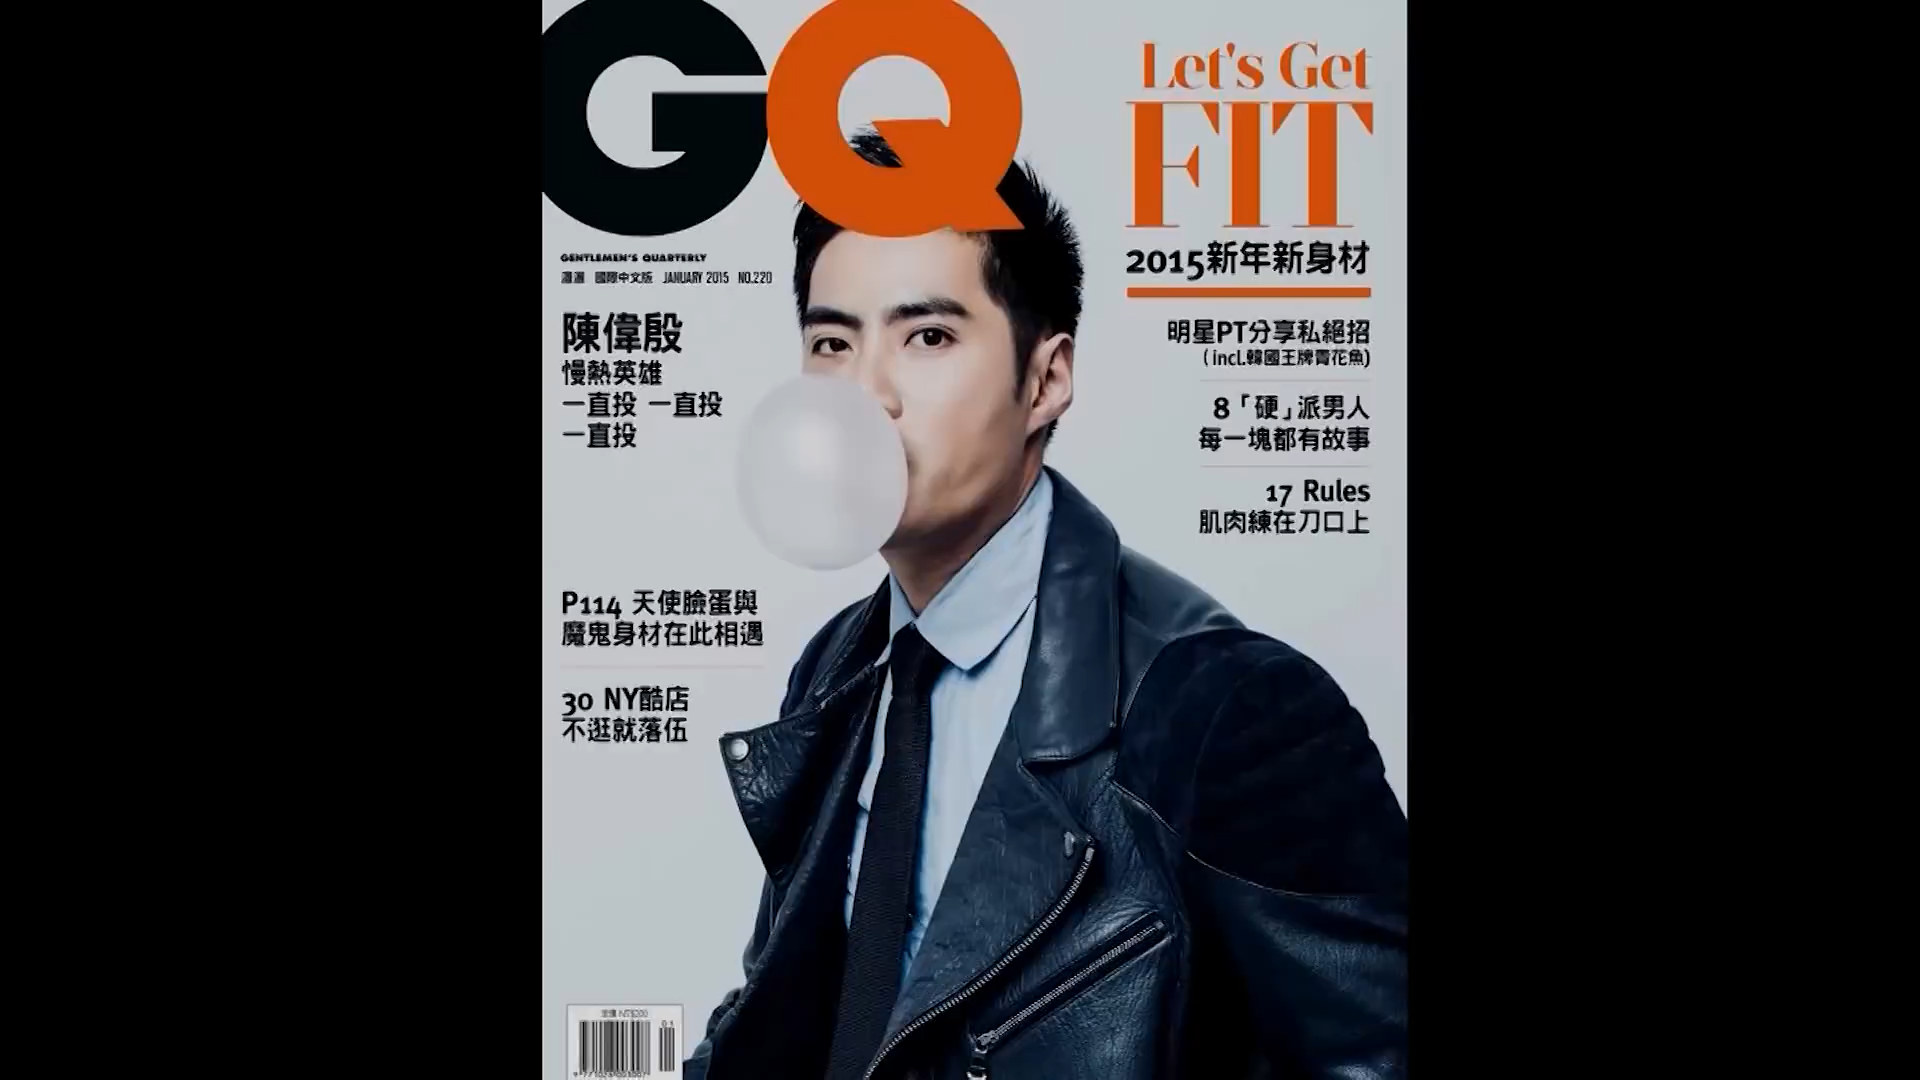 GQ
GENTLEMEN'S QUARTERLY
國際中文版 JANUARY 2015 NO.220
陳偉殷
慢熱英雄
一直投 一直投
一直投
P114 天使臉蛋與
魔鬼身材在此相遇
30 NY酷店
不逛就落伍
Let's Get
FIT
2015新年新身材
明星PT分享私絕招
(incl.韓國王牌青花魚)
8「硬」派男人
每一塊都有故事
17 Rules
肌肉練在刀口上
NT$200
01